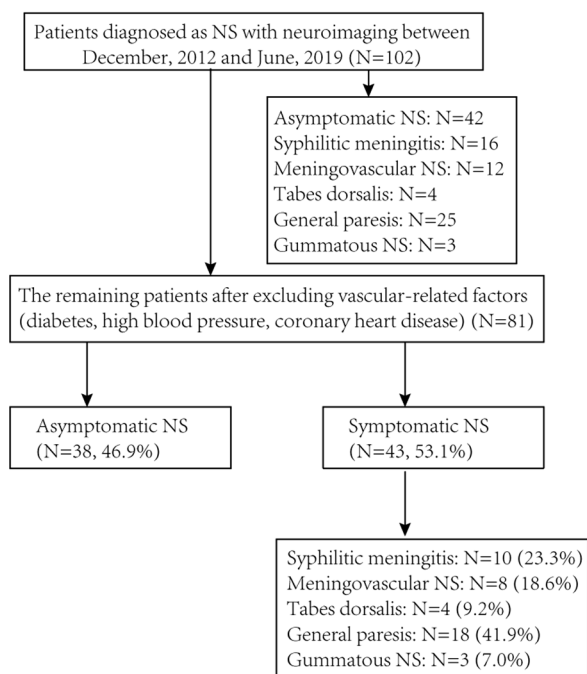 Patients diagnosed as NS with neuroimaging between
December, 2012 and June, 2019 (N=102)
Asymptomatic NS: N=42
Syphilitic meningitis: N=16
Meningovascular NS: N=12
Tabes dorsalis: N=4
General paresis: N=25
Gummatous NS: N=3
The remaining patients after excluding vascular-related factors
(diabetes, high blood pressure, coronary heart disease) (N=81)
Asymptomatic NS
(N=38, 46.9%)
Symptomatic NS
(N=43, 53.1%)
Syphilitic meningitis: N=10 (23.3%)
Meningovascular NS: N=8 (18.6%)
Tabes dorsalis: N=4 (9.2%)
General paresis: N=18 (41.9%)
Gummatous NS: N=3 (7.0%)